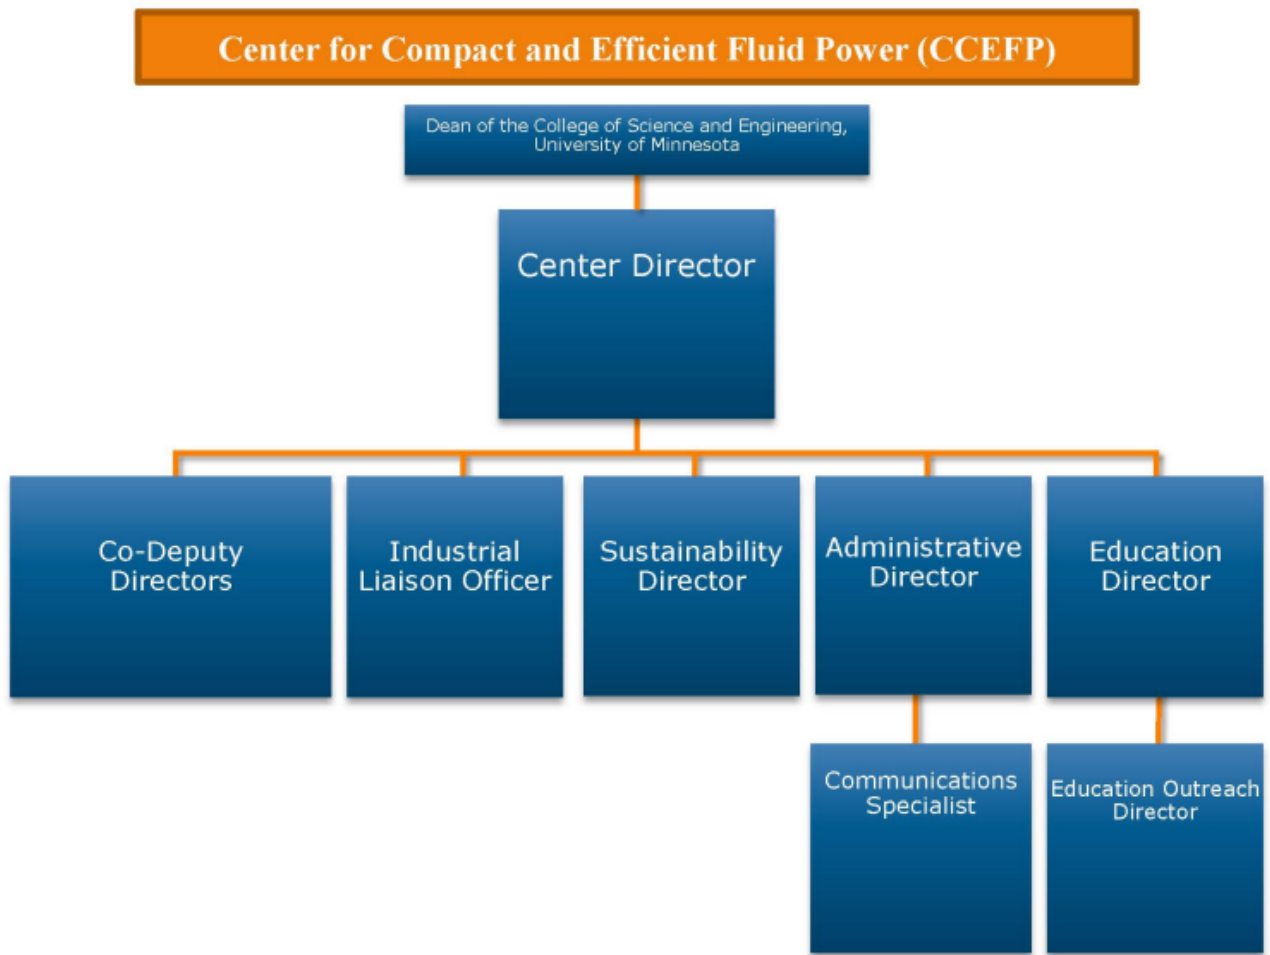 Center for Compact and Efficient Fluid Power (CCEFP)
Dean of the College of Science and Engineering,
University of Minnesota
Center Director
Co-Deputy
Directors
Industrial
Liaison Officer
Sustainability
Director
Administrative
Director
Education
Director
Communications
Specialist
Education Outreach
Director